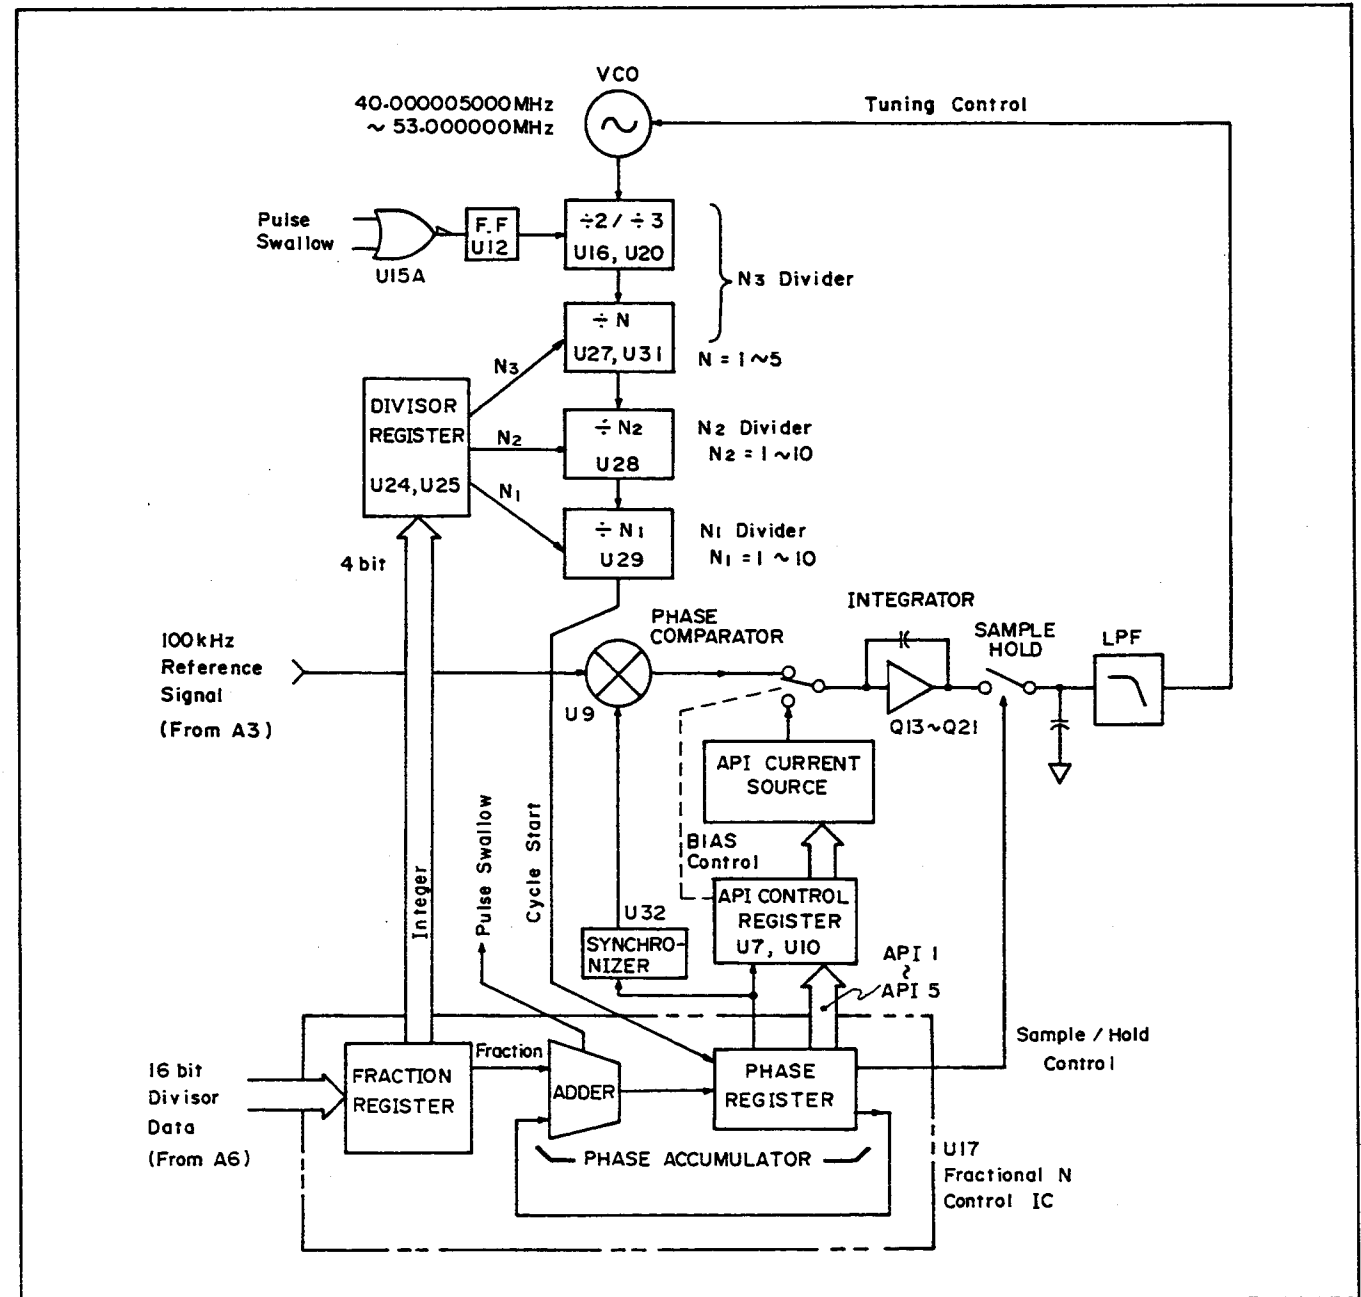 VCO
40.000005000MHz
~ 53.000000MHz
Tuning Control
Pulse
Swallow
U15A
F.F
U12
÷2 / ÷3
U16, U20
N3 Divider
÷ N
U27, U31
N = 1 ~ 5
N3
DIVISOR
REGISTER
U24, U25
N2
÷ N2
U28
N2 Divider
N2 = 1 ~ 10
N1
÷ N1
U29
N1 Divider
N1 = 1 ~ 10
4 bit
100kHz
Reference
Signal
(From A3)
PHASE
COMPARATOR
U9
INTEGRATOR
Q13~Q21
SAMPLE
HOLD
LPF
API CURRENT
SOURCE
BIAS
Control
API CONTROL
REGISTER
U7, U10
Pulse Swallow
Cycle Start
Integer
U32
SYNCHRO-
NIZER
API 1
~
API 5
Sample / Hold
Control
16 bit
Divisor
Data
(From A6)
FRACTION
REGISTER
Fraction
ADDER
PHASE
REGISTER
PHASE ACCUMULATOR
U17
Fractional N
Control IC